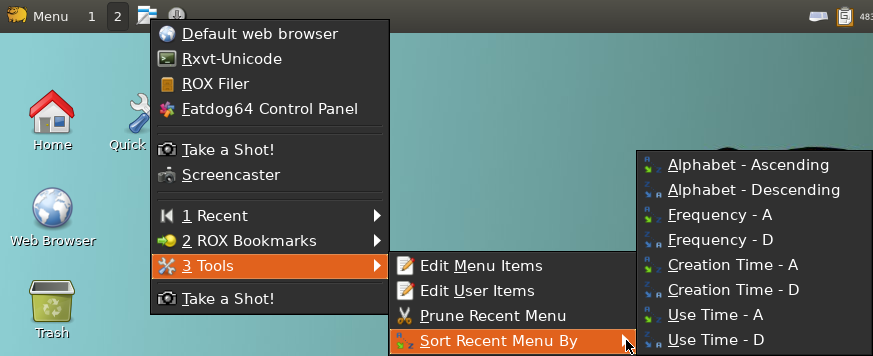 Menu 1 2 483
Default web browser
Rxvt-Unicode
ROX Filer
Fatdog64 Control Panel
Take a Shot!
Screencaster
1 Recent
2 ROX Bookmarks
3 Tools
Take a Shot!
Home
Quick
Web Browser
Trash
Edit Menu Items
Edit User Items
Prune Recent Menu
Sort Recent Menu By
Alphabet - Ascending
Alphabet - Descending
Frequency - A
Frequency - D
Creation Time - A
Creation Time - D
Use Time - A
Use Time - D